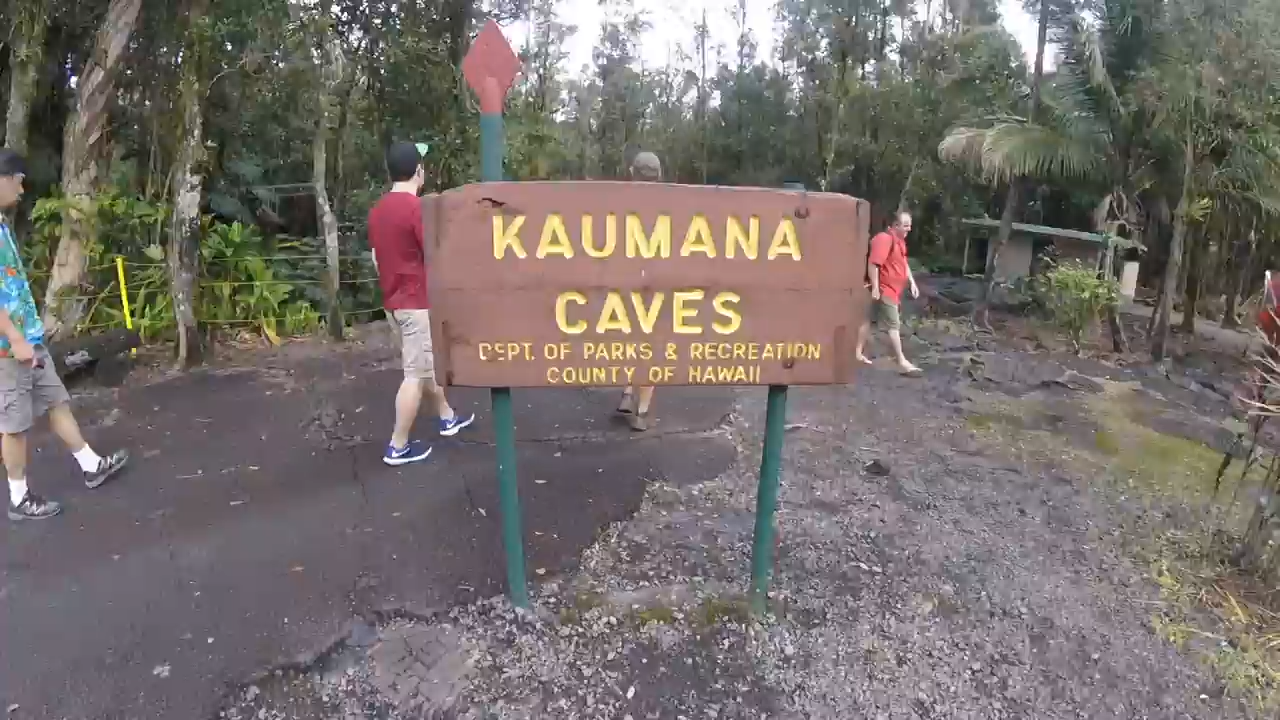 KAUMANA
CAVES
DEPT. OF PARKS & RECREATION
COUNTY OF HAWAII